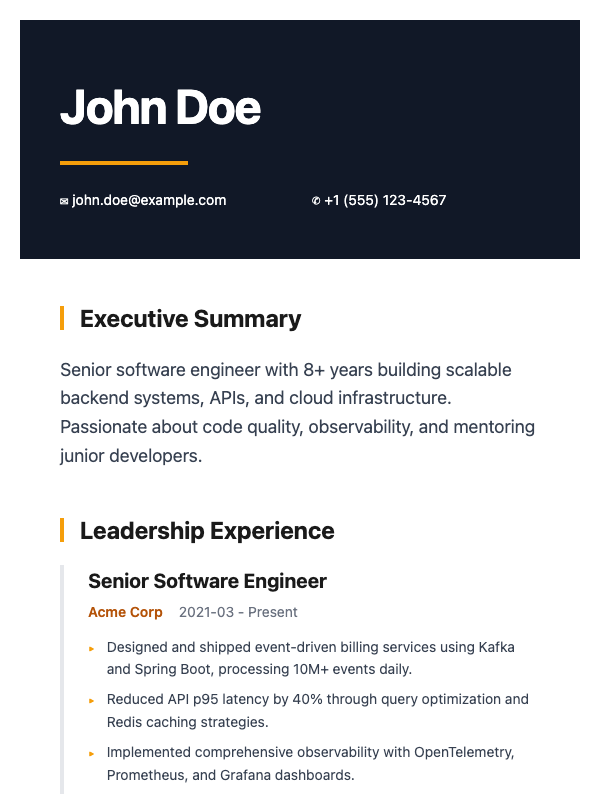 John Doe
✉ john.doe@example.com ✆ +1 (555) 123-4567
Executive Summary
Senior software engineer with 8+ years building scalable
backend systems, APIs, and cloud infrastructure.
Passionate about code quality, observability, and mentoring
junior developers.
Leadership Experience
Senior Software Engineer
Acme Corp 2021-03 - Present
▸ Designed and shipped event-driven billing services using Kafka
and Spring Boot, processing 10M+ events daily.
▸ Reduced API p95 latency by 40% through query optimization and
Redis caching strategies.
▸ Implemented comprehensive observability with OpenTelemetry,
Prometheus, and Grafana dashboards.